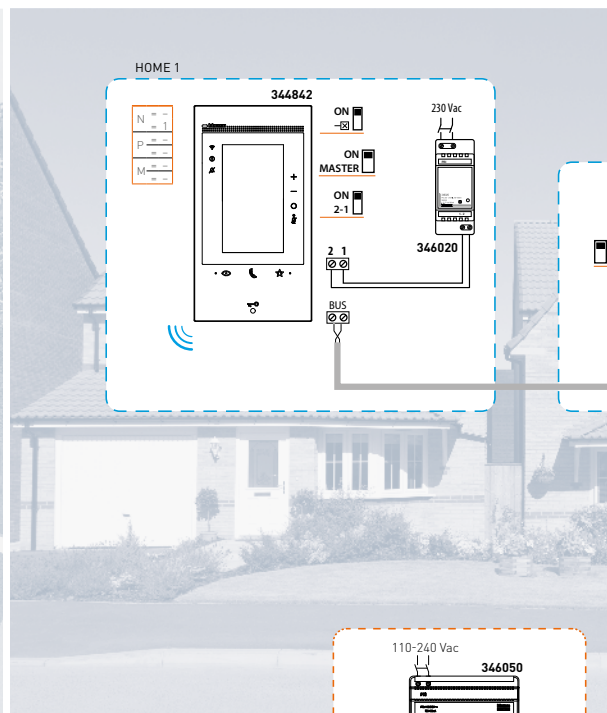 HOME 1
344842
N - -
- 1
P - -
- -
M - -
- -
ON
ON
MASTER
ON
2-1
230 Vac
346020
2 1
BUS
110-240 Vac
346050